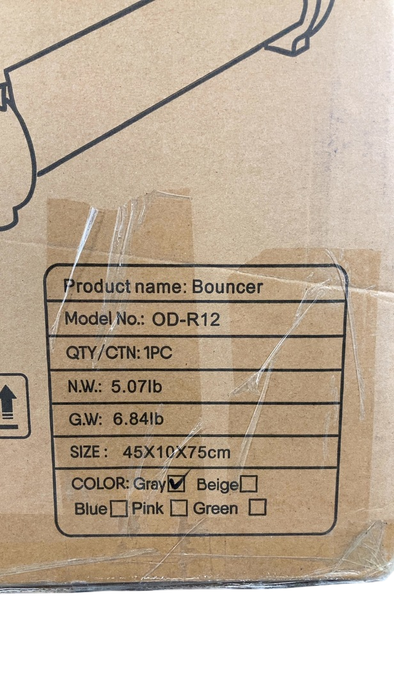 Product name: Bouncer
Model No.: OD-R12
QTY/CTN: 1PC
N.W.: 5.07lb
G.W: 6.84lb
SIZE: 45X10X75cm
COLOR: Gray☑ Beige☐
Blue☐ Pink ☐ Green ☐